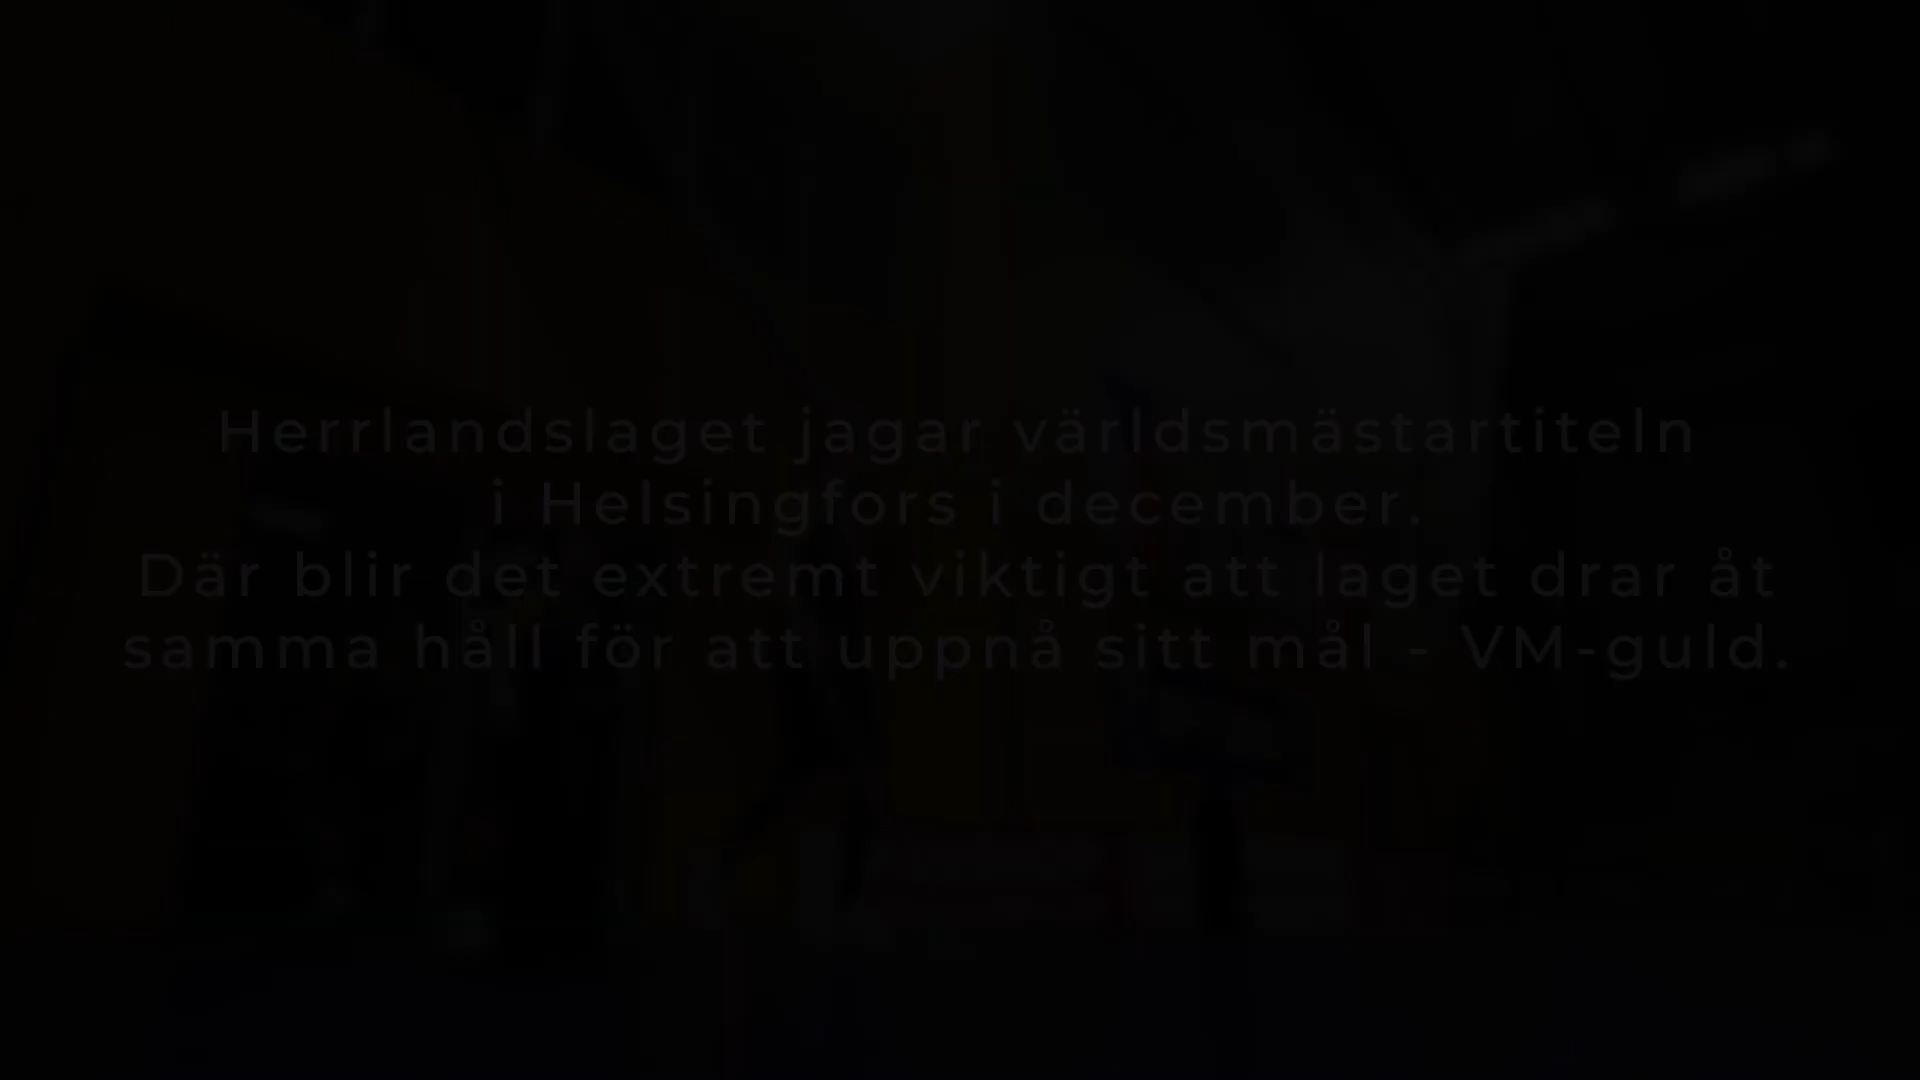 Herrlandslaget jagar världsmästartiteln
i Helsingfors i december.
Där blir det extremt viktigt att laget drar åt
samma håll för att uppnå sitt mål - VM-guld.